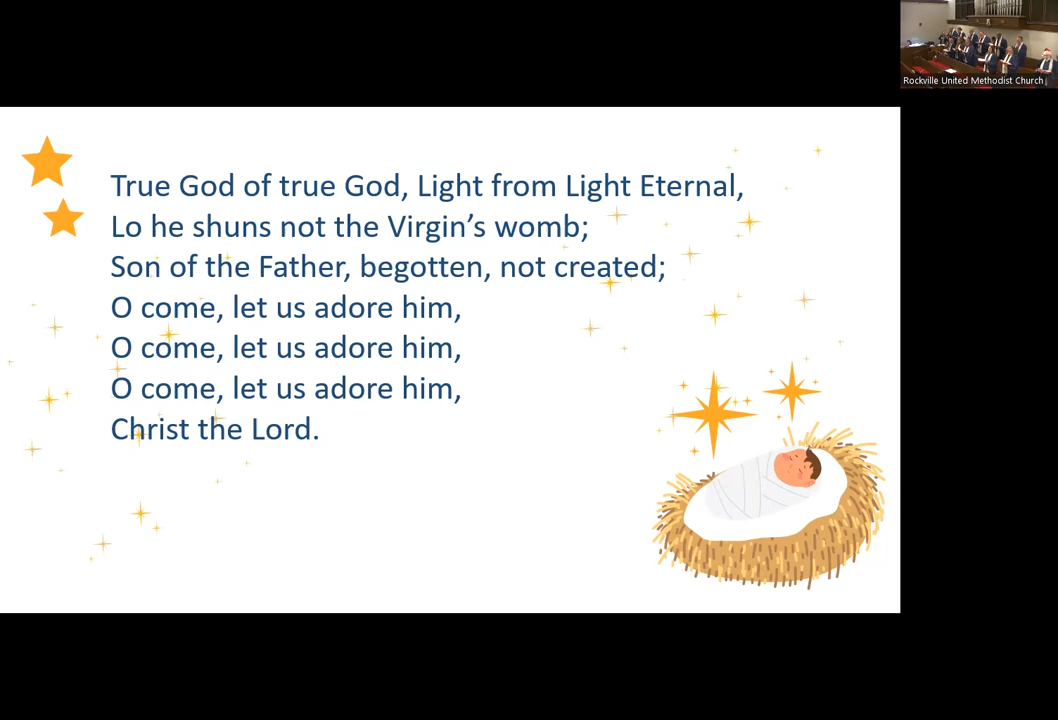 Rockville United Methodist Church
True God of true God, Light from Light Eternal,
Lo he shuns not the Virgin’s womb;
Son of the Father, begotten, not created;
O come, let us adore him,
O come, let us adore him,
O come, let us adore him,
Christ the Lord.